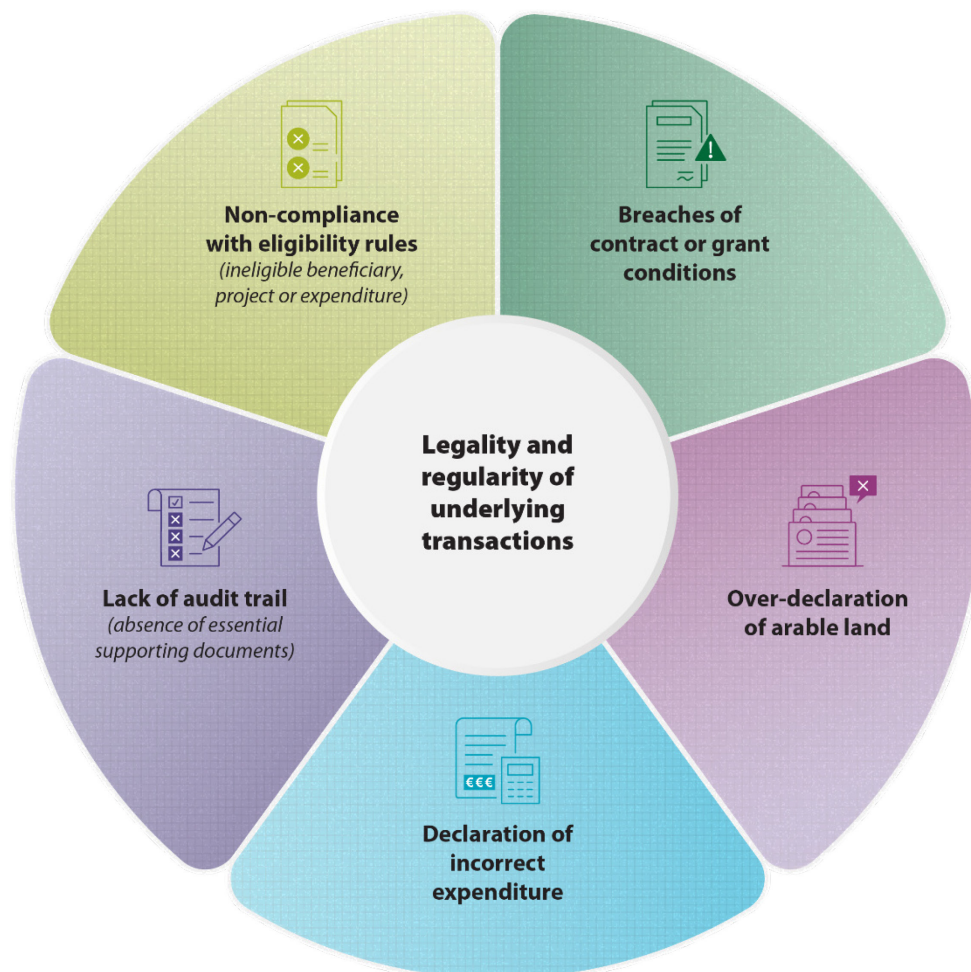 Non-compliance
with eligibility rules
(ineligible beneficiary,
project or expenditure)
Breaches of
contract or grant
conditions
Legality and
regularity of
underlying
transactions
Lack of audit trail
(absence of essential
supporting documents)
Over-declaration
of arable land
€€€
Declaration of
incorrect
expenditure